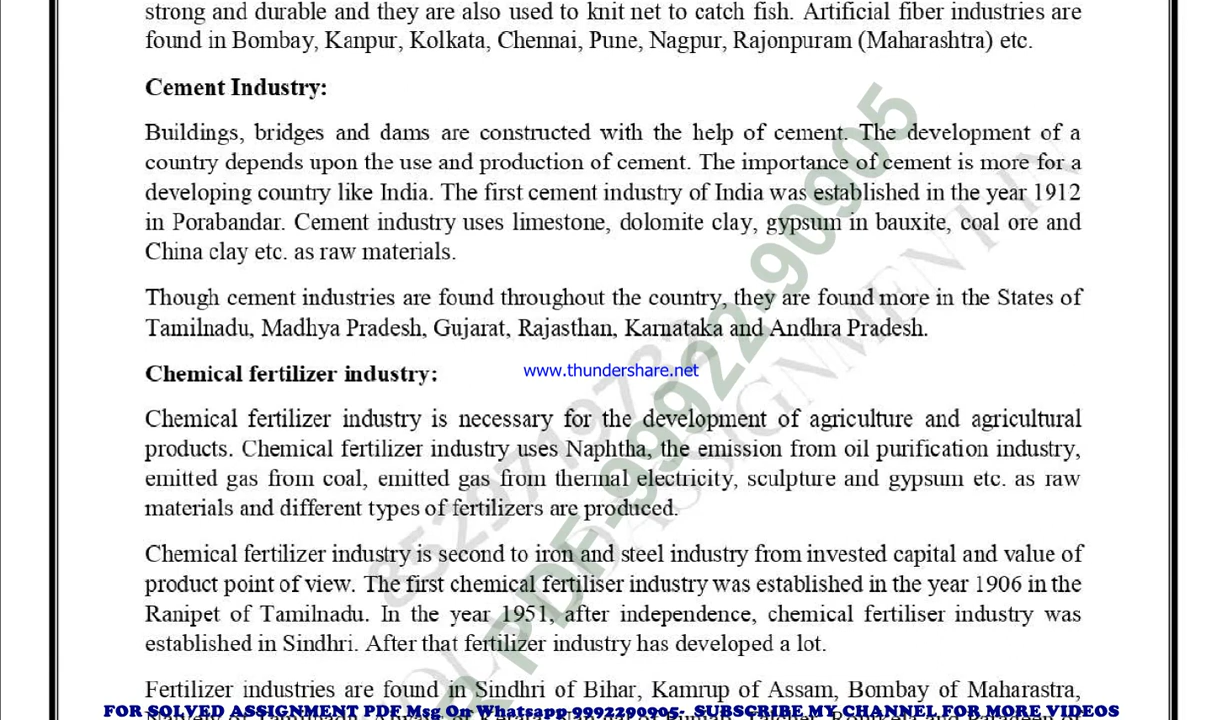 strong and durable and they are also used to knit net to catch fish. Artificial fiber industries are
found in Bombay, Kanpur, Kolkata, Chennai, Pune, Nagpur, Rajonpuram (Maharashtra) etc.
Cement Industry:
Buildings, bridges and dams are constructed with the help of cement. The development of a
country depends upon the use and production of cement. The importance of cement is more for a
developing country like India. The first cement industry of India was established in the year 1912
in Porabandar. Cement industry uses limestone, dolomite clay, gypsum in bauxite, coal ore and
China clay etc. as raw materials.
Though cement industries are found throughout the country, they are found more in the States of
Tamilnadu, Madhya Pradesh, Gujarat, Rajasthan, Karnataka and Andhra Pradesh.
Chemical fertilizer industry:
www.thundershare.net
Chemical fertilizer industry is necessary for the development of agriculture and agricultural
products. Chemical fertilizer industry uses Naphtha, the emission from oil purification industry,
emitted gas from coal, emitted gas from thermal electricity, sculpture and gypsum etc. as raw
materials and different types of fertilizers are produced.
Chemical fertilizer industry is second to iron and steel industry from invested capital and value of
product point of view. The first chemical fertiliser industry was established in the year 1906 in the
Ranipet of Tamilnadu. In the year 1951, after independence, chemical fertiliser industry was
established in Sindhri. After that fertilizer industry has developed a lot.
Fertilizer industries are found in Sindhri of Bihar, Kamrup of Assam, Bombay of Maharastra,
FOR SOLVED ASSIGNMENT PDF Msg On Whatsapp-9992290905- SUBSCRIBE MY CHANNEL FOR MORE VIDEOS
PDF-99922-90905
ASSIGNMENT IN